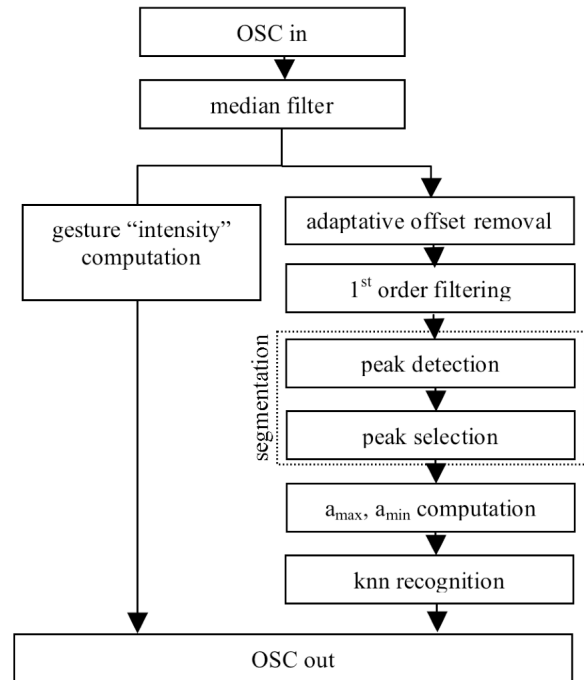 OSC in
median filter
gesture “intensity”
computation
adaptative offset removal
1st order filtering
segmentation
peak detection
peak selection
amax, amin computation
knn recognition
OSC out